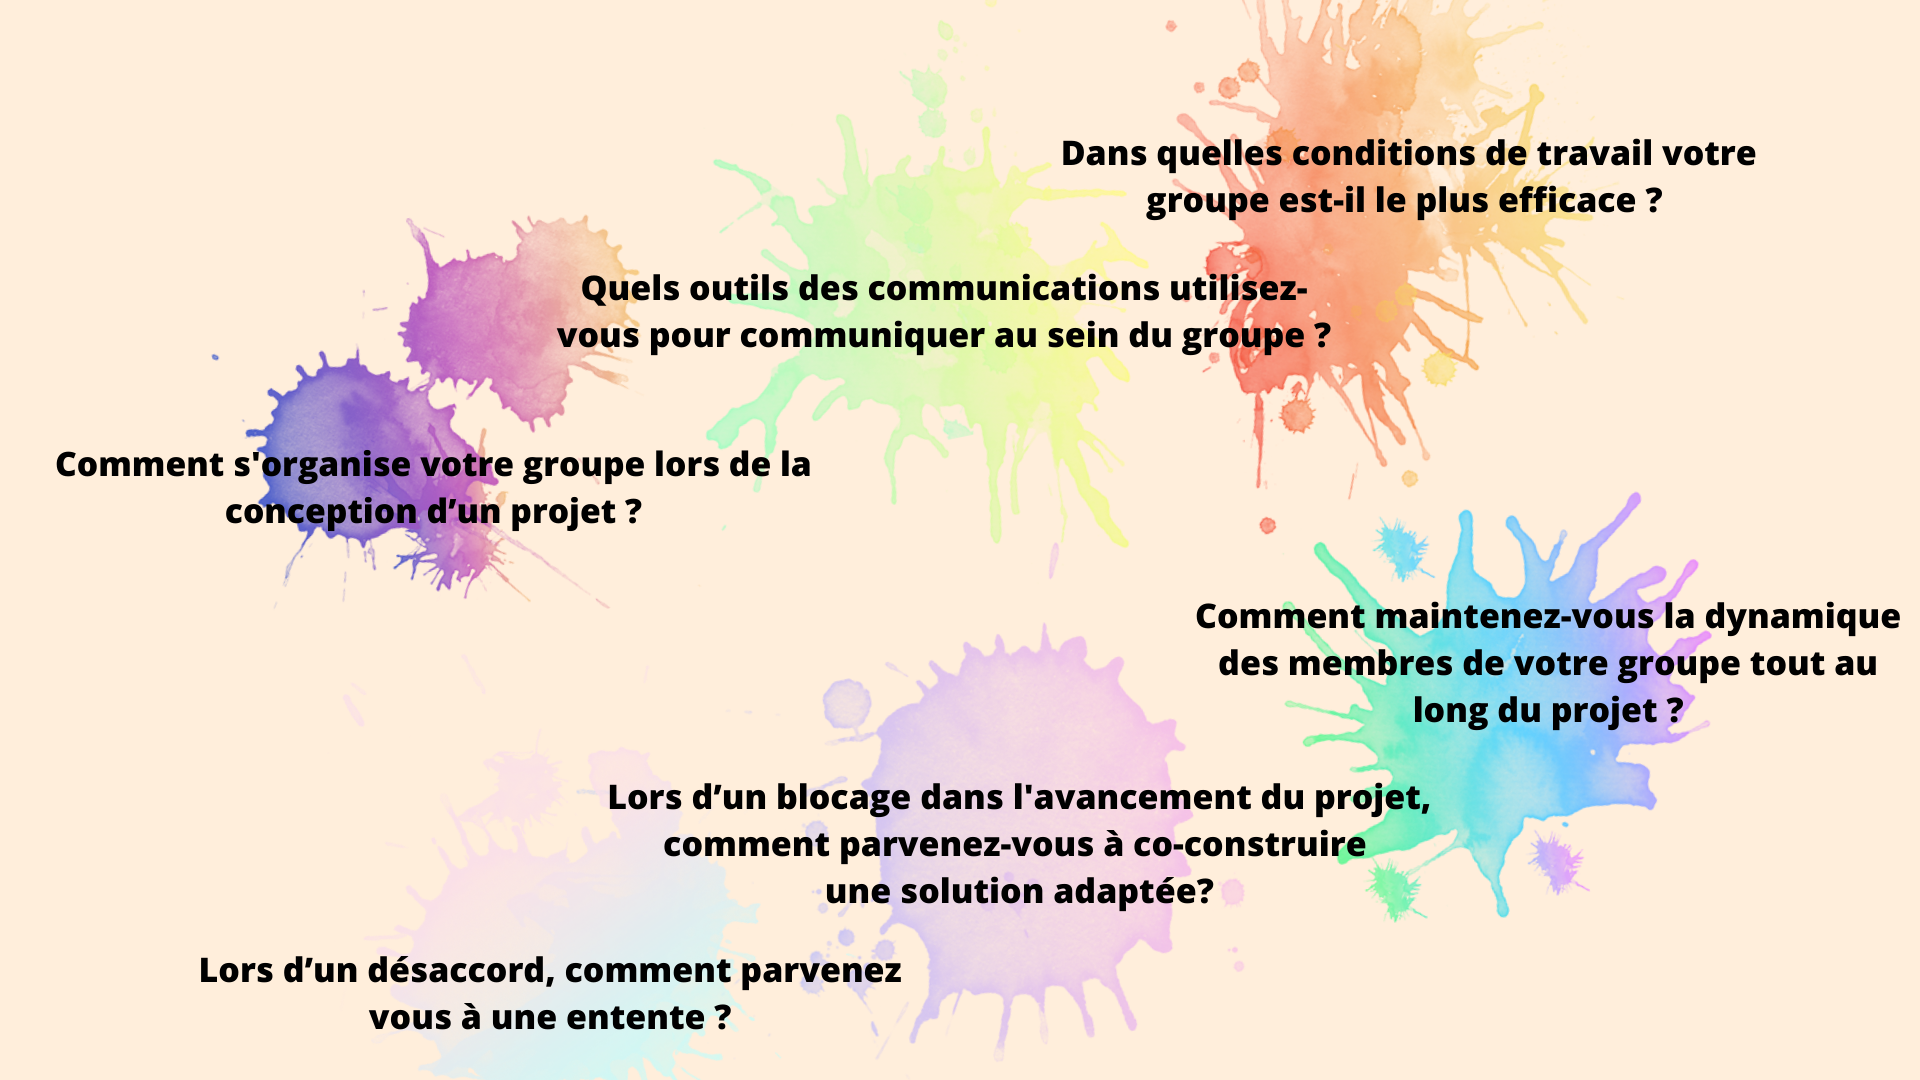 Dans quelles conditions de travail votre
groupe est-il le plus efficace ?
Quels outils des communications utilisez-
vous pour communiquer au sein du groupe ?
Comment s'organise votre groupe lors de la
conception d’un projet ?
Comment maintenez-vous la dynamique
des membres de votre groupe tout au
long du projet ?
Lors d’un blocage dans l'avancement du projet,
comment parvenez-vous à co-construire
une solution adaptée?
Lors d’un désaccord, comment parvenez
vous à une entente ?